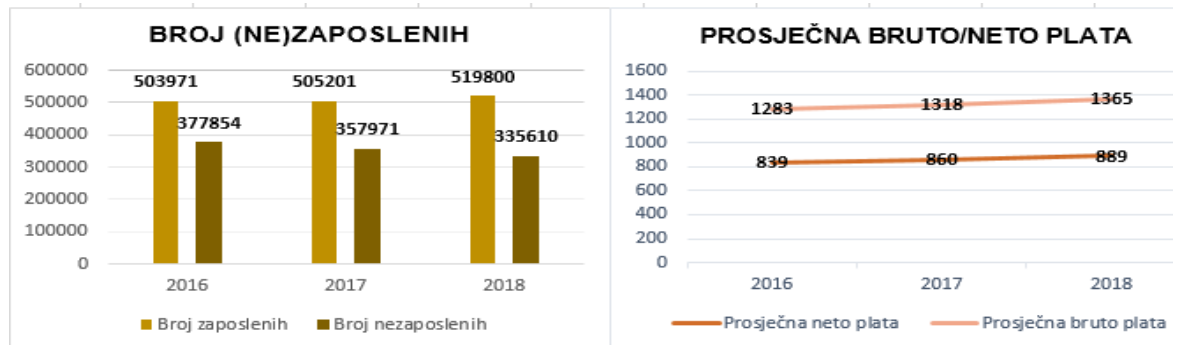 BROJ (NE)ZAPOSLENIH
600000
500000
400000
300000
200000
100000
0
503971
377854
505201
357971
519800
335610
2016 2017 2018
Broj zaposlenih Broj nezaposlenih
PROSJEČNA BRUTO/NETO PLATA
1600
1400
1200
1000
800
600
400
200
0
1283 1318 1365
839 860 889
2016 2017 2018
Prosječna neto plata Prosječna bruto plata